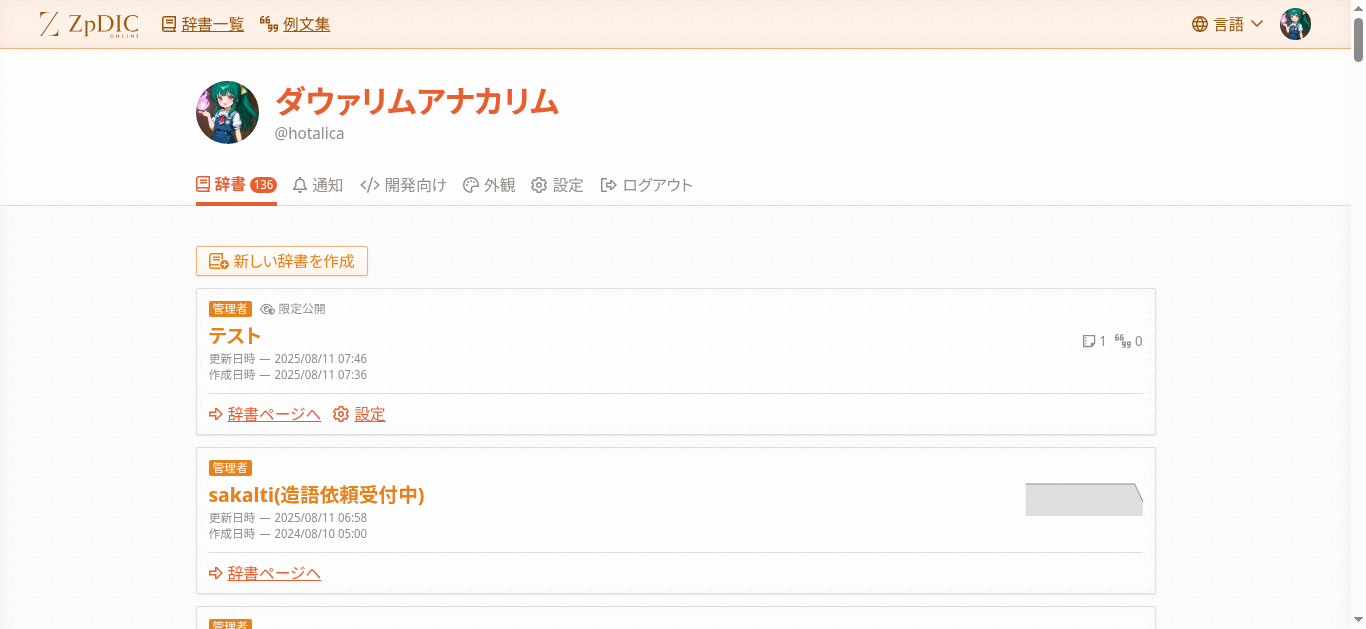 ZpDIC ONLINE 辞書一覧 例文集 言語
ダウァリムアナカリム
@hotalica
辞書 136 通知 開発向け 外観 設定 ログアウト
新しい辞書を作成
管理者 限定公開
テスト
1 0
更新日時 — 2025/08/11 07:46
作成日時 — 2025/08/11 07:36
辞書ページへ 設定
管理者
sakalti(造語依頼受付中)
更新日時 — 2025/08/11 06:58
作成日時 — 2024/08/10 05:00
辞書ページへ
管理者